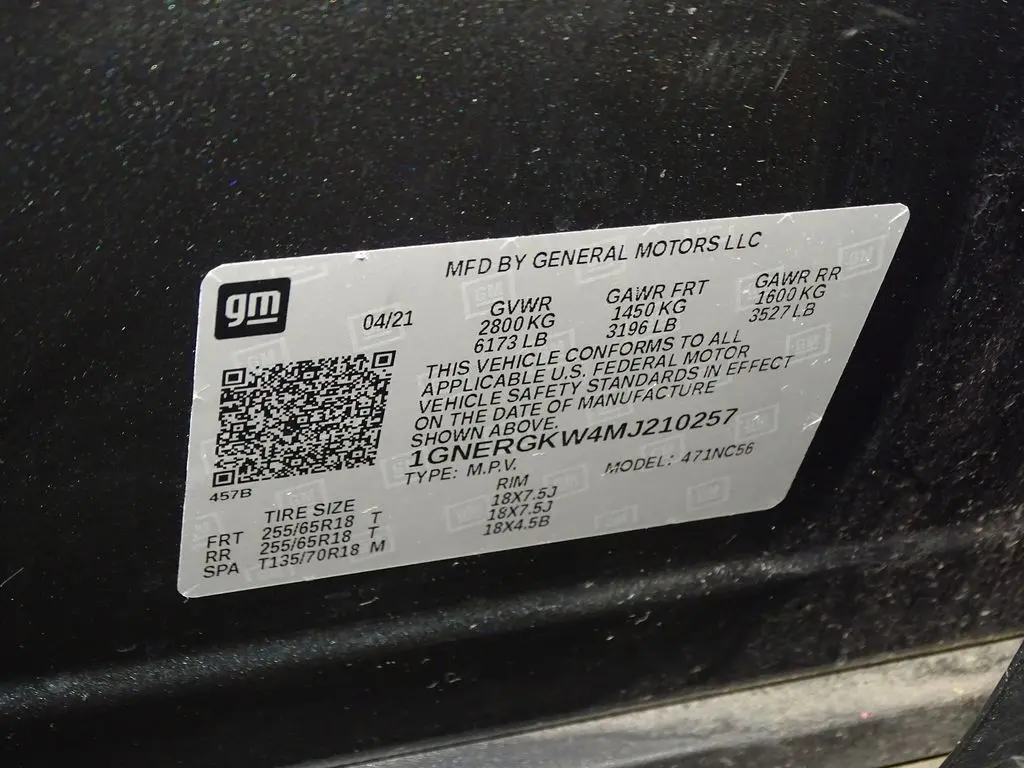 MFD BY GENERAL MOTORS LLC
gm
04/21
GVWR GAWR FRT GAWR RR
2800 KG 1450 KG 1600 KG
6173 LB 3196 LB 3527 LB
THIS VEHICLE CONFORMS TO ALL
APPLICABLE U.S. FEDERAL MOTOR
VEHICLE SAFETY STANDARDS IN EFFECT
ON THE DATE OF MANUFACTURE
SHOWN ABOVE.
1GNERGKW4MJ210257
TYPE: M.P.V. MODEL: 471NC56
457B
TIRE SIZE RIM
FRT 255/65R18 T 18X7.5J
RR 255/65R18 T 18X7.5J
SPA T135/70R18 M 18X4.5B